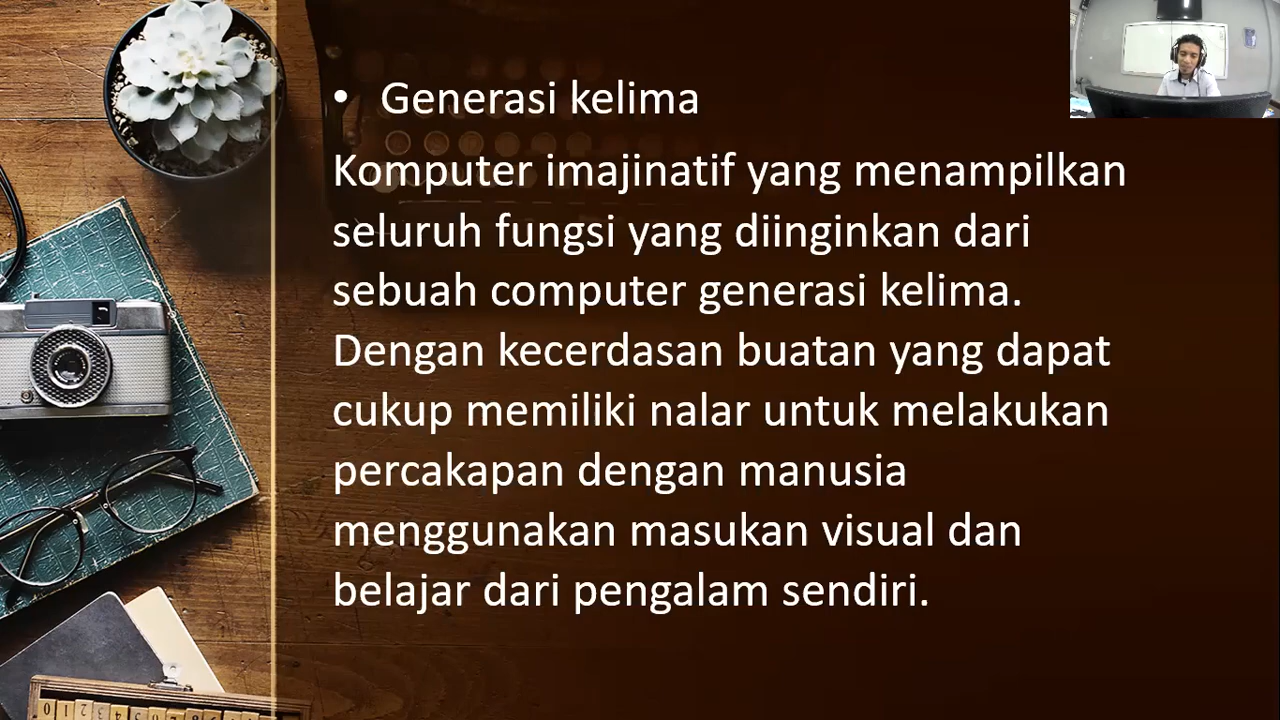 • Generasi kelima
Komputer imajinatif yang menampilkan
seluruh fungsi yang diinginkan dari
sebuah computer generasi kelima.
Dengan kecerdasan buatan yang dapat
cukup memiliki nalar untuk melakukan
percakapan dengan manusia
menggunakan masukan visual dan
belajar dari pengalam sendiri.